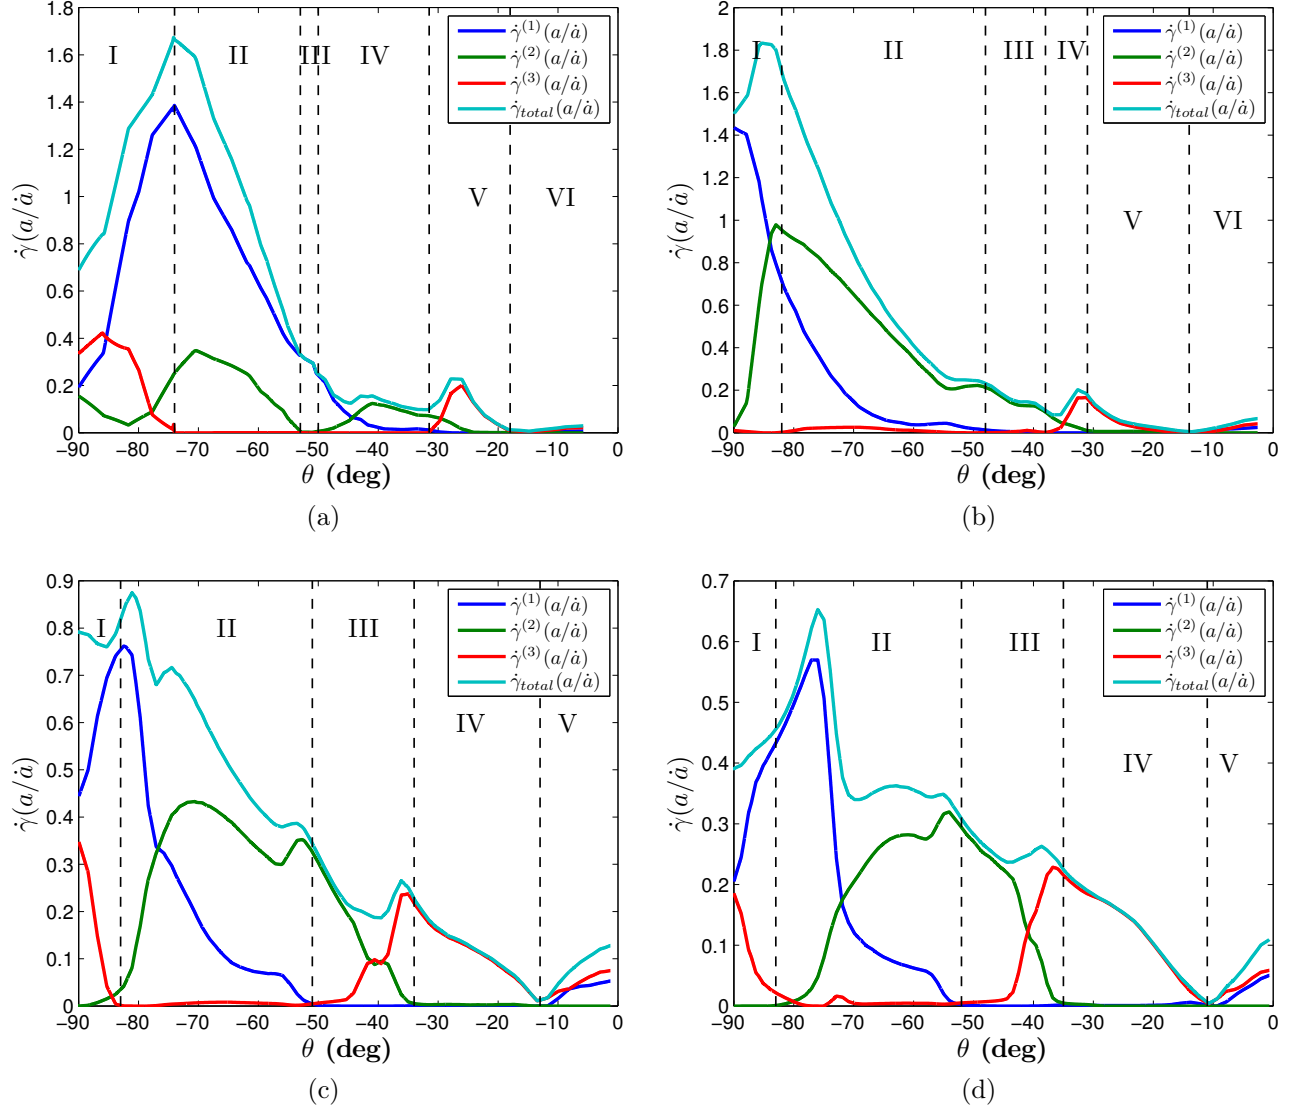 1.8
1.6
1.4
1.2
1
0.8
0.6
0.4
0.2
0
γ̇(a/ȧ)
I II III IV
V VI
γ̇⁽¹⁾(a/ȧ)
γ̇⁽²⁾(a/ȧ)
γ̇⁽³⁾(a/ȧ)
γ̇_total(a/ȧ)
−90 −80 −70 −60 −50 −40 −30 −20 −10 0
θ (deg)
(a)
2
1.8
1.6
1.4
1.2
1
0.8
0.6
0.4
0.2
0
γ̇(a/ȧ)
I II III IV
V VI
γ̇⁽¹⁾(a/ȧ)
γ̇⁽²⁾(a/ȧ)
γ̇⁽³⁾(a/ȧ)
γ̇_total(a/ȧ)
−90 −80 −70 −60 −50 −40 −30 −20 −10 0
θ (deg)
(b)
0.9
0.8
0.7
0.6
0.5
0.4
0.3
0.2
0.1
0
γ̇(a/ȧ)
I II III
IV V
γ̇⁽¹⁾(a/ȧ)
γ̇⁽²⁾(a/ȧ)
γ̇⁽³⁾(a/ȧ)
γ̇_total(a/ȧ)
−90 −80 −70 −60 −50 −40 −30 −20 −10 0
θ (deg)
(c)
0.7
0.6
0.5
0.4
0.3
0.2
0.1
0
γ̇(a/ȧ)
I II III
IV V
γ̇⁽¹⁾(a/ȧ)
γ̇⁽²⁾(a/ȧ)
γ̇⁽³⁾(a/ȧ)
γ̇_total(a/ȧ)
−90 −80 −70 −60 −50 −40 −30 −20 −10 0
θ (deg)
(d)